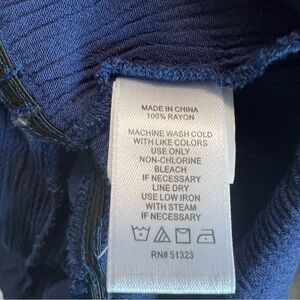 MADE IN CHINA
100% RAYON
MACHINE WASH COLD
WITH LIKE COLORS
USE ONLY
NON-CHLORINE
BLEACH
IF NECESSARY
LINE DRY
USE LOW IRON
WITH STEAM
IF NECESSARY
RN# 51323